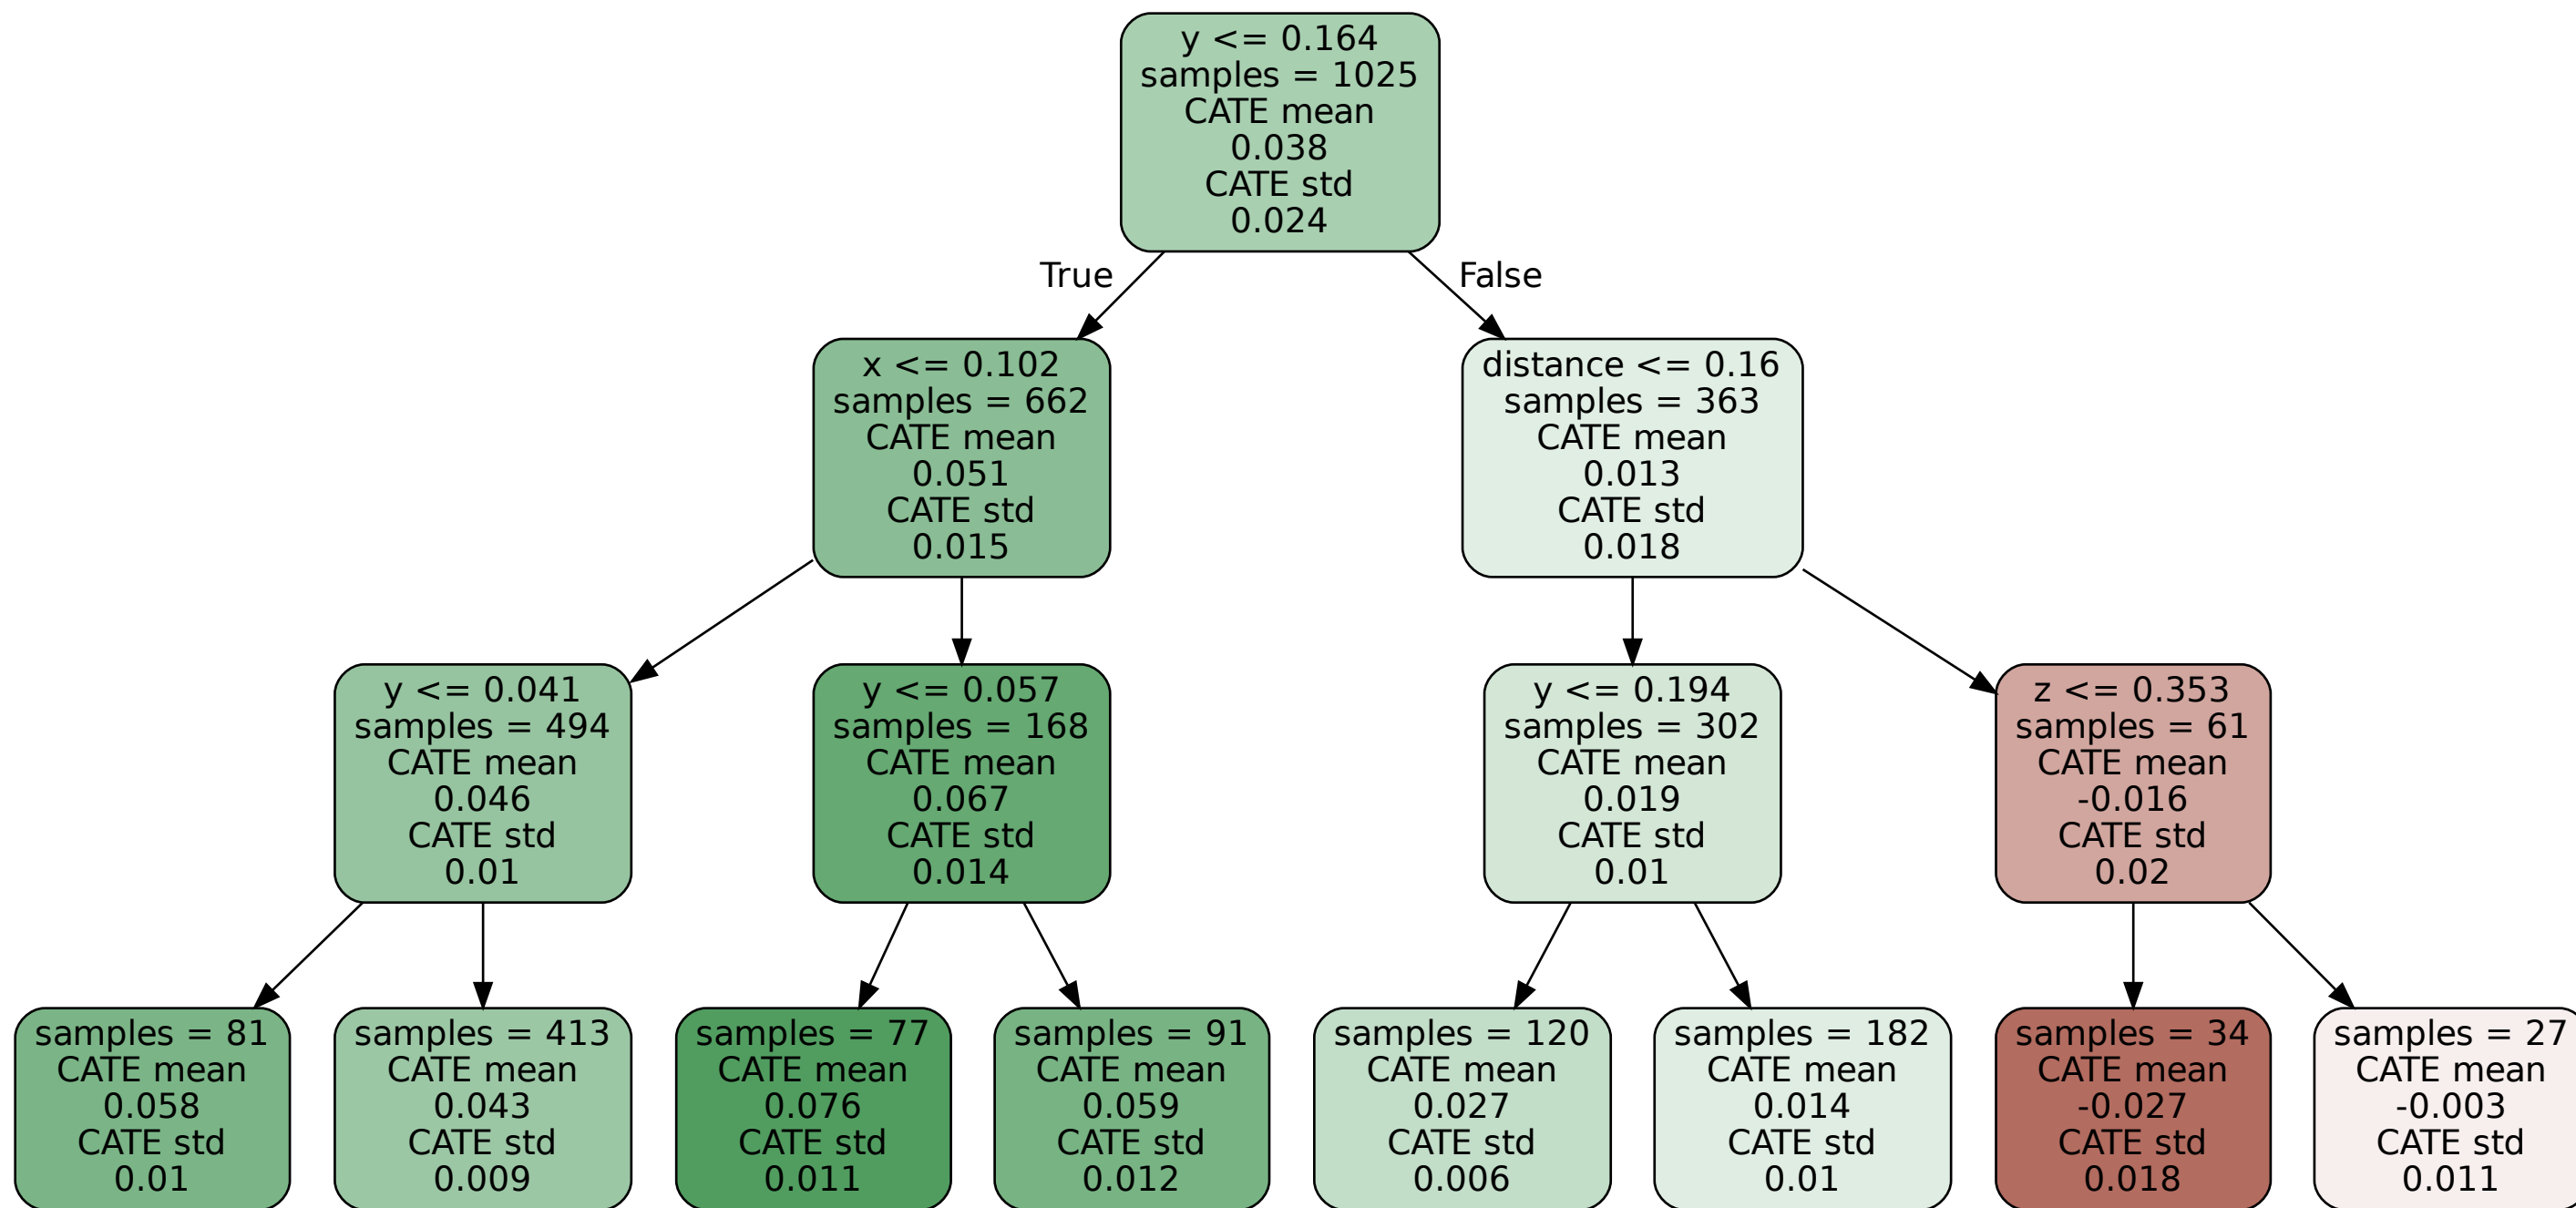 y <= 0.164
samples = 1025
CATE mean
0.038
CATE std
0.024
True
False
x <= 0.102
samples = 662
CATE mean
0.051
CATE std
0.015
distance <= 0.16
samples = 363
CATE mean
0.013
CATE std
0.018
y <= 0.041
samples = 494
CATE mean
0.046
CATE std
0.01
y <= 0.057
samples = 168
CATE mean
0.067
CATE std
0.014
y <= 0.194
samples = 302
CATE mean
0.019
CATE std
0.01
z <= 0.353
samples = 61
CATE mean
-0.016
CATE std
0.02
samples = 81
CATE mean
0.058
CATE std
0.01
samples = 413
CATE mean
0.043
CATE std
0.009
samples = 77
CATE mean
0.076
CATE std
0.011
samples = 91
CATE mean
0.059
CATE std
0.012
samples = 120
CATE mean
0.027
CATE std
0.006
samples = 182
CATE mean
0.014
CATE std
0.01
samples = 34
CATE mean
-0.027
CATE std
0.018
samples = 27
CATE mean
-0.003
CATE std
0.011